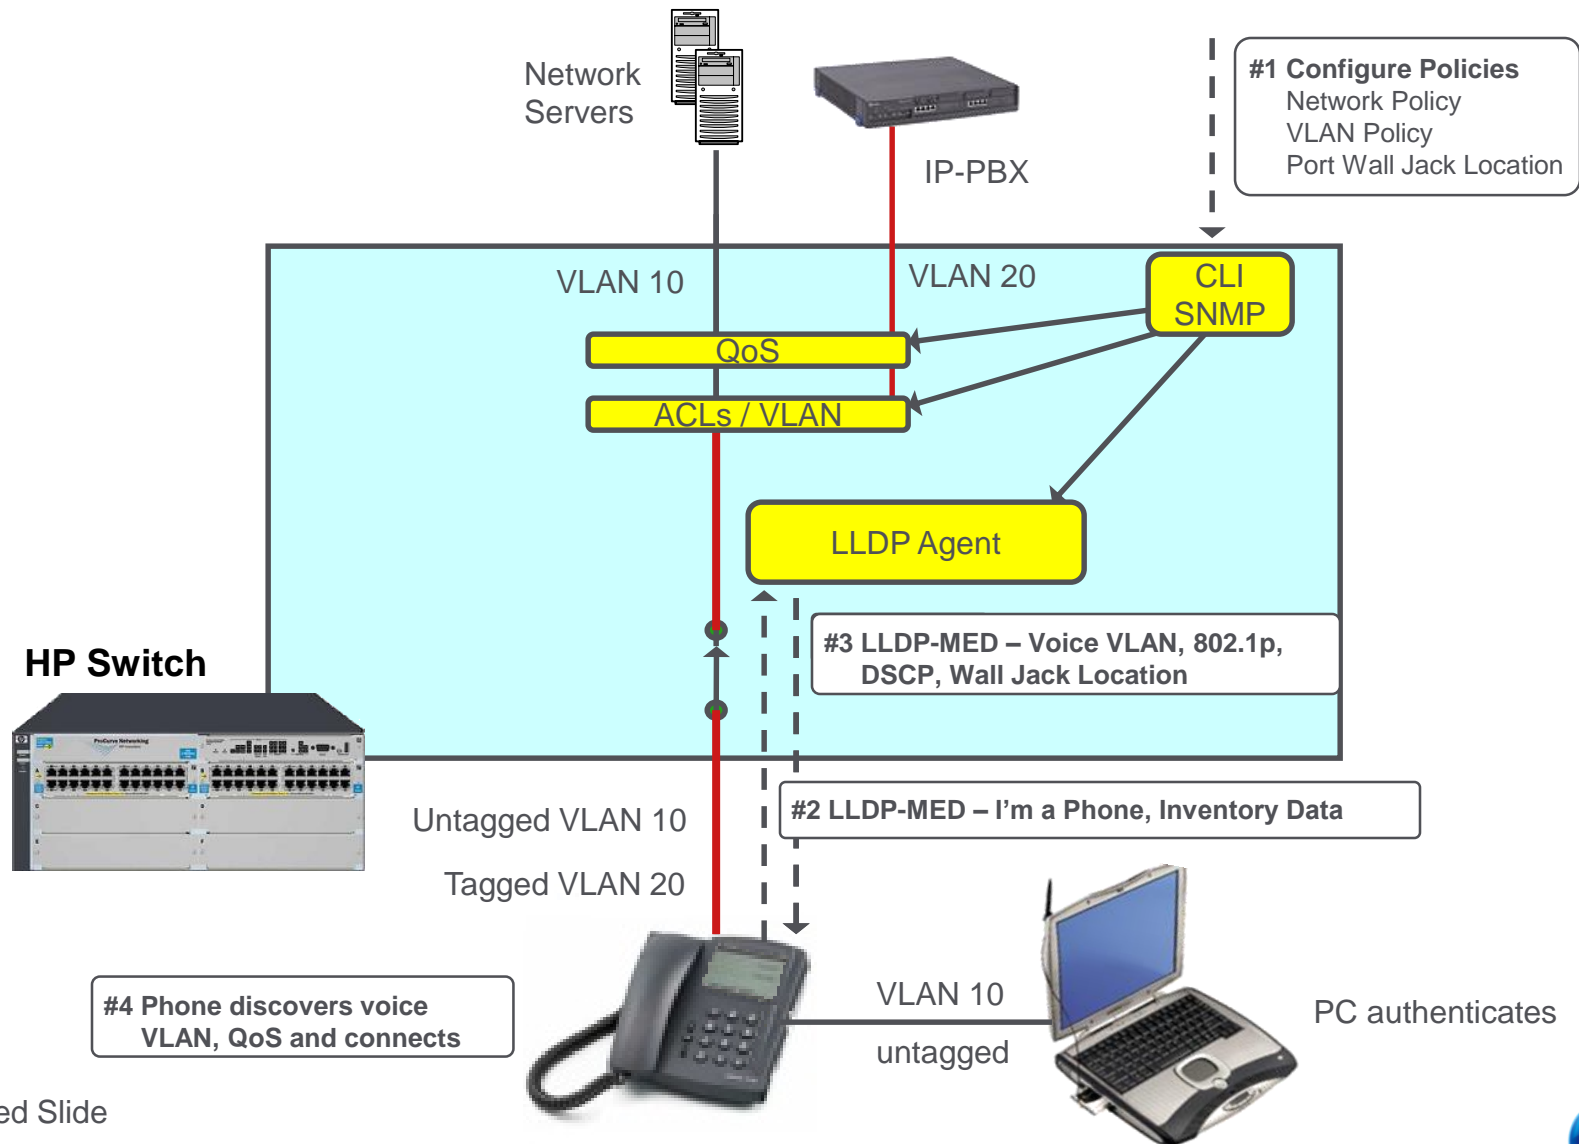 Network
Servers
IP-PBX
#1 Configure Policies
Network Policy
VLAN Policy
Port Wall Jack Location
VLAN 10
VLAN 20
CLI
SNMP
QoS
ACLs / VLAN
LLDP Agent
#3 LLDP-MED – Voice VLAN, 802.1p,
DSCP, Wall Jack Location
HP Switch
ProCurve Networking
#2 LLDP-MED – I'm a Phone, Inventory Data
Untagged VLAN 10
Tagged VLAN 20
#4 Phone discovers voice
VLAN, QoS and connects
VLAN 10
untagged
PC authenticates
ed Slide